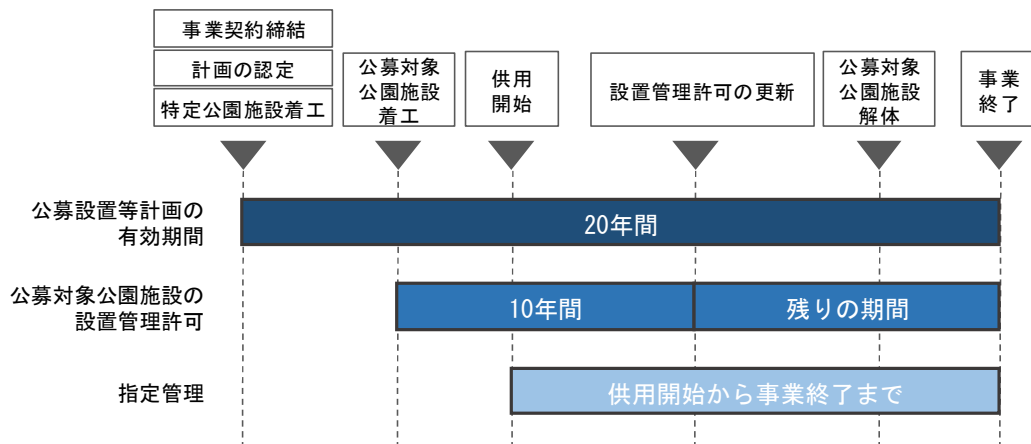 事業契約締結
計画の認定
特定公園施設着工
公募対象
公園施設
着工
供用
開始
設置管理許可の更新
公募対象
公園施設
解体
事業
終了
公募設置等計画の
有効期間
20年間
公募対象公園施設の
設置管理許可
10年間
残りの期間
指定管理
供用開始から事業終了まで